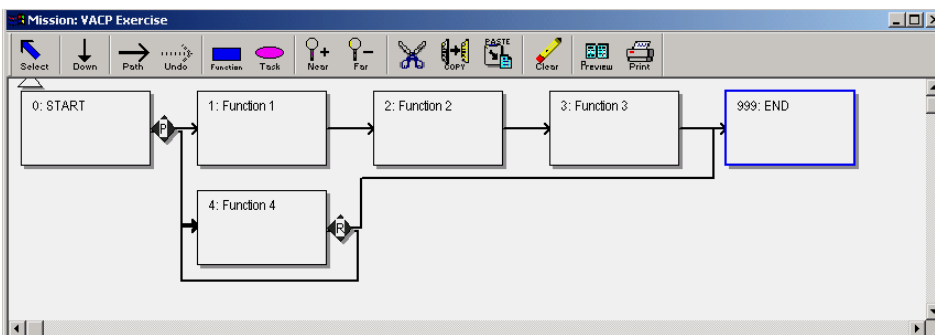 Mission: VACP Exercise
Select Down Path Undo Function Task Near Far COPY PASTE Clear Preview Print
0: START
P
1: Function 1
2: Function 2
3: Function 3
999: END
4: Function 4
R